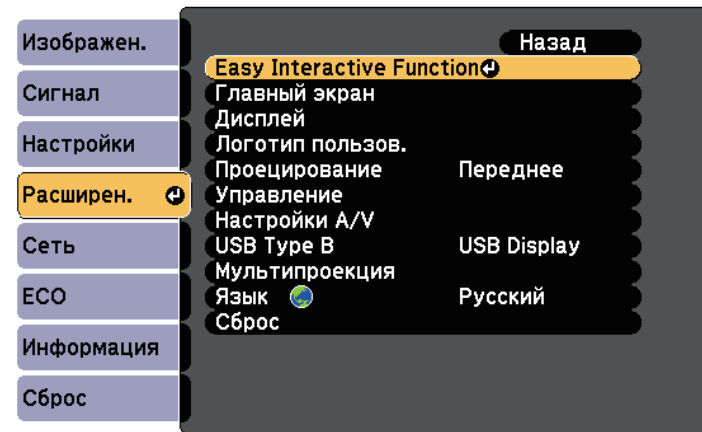 Изображен.
Сигнал
Настройки
Расширен.
Сеть
ECO
Информация
Сброс
Назад
Easy Interactive Function
Главный экран
Дисплей
Логотип пользов.
Проецирование Переднее
Управление
Настройки A/V
USB Type B USB Display
Мультипроекция
Язык Русский
Сброс